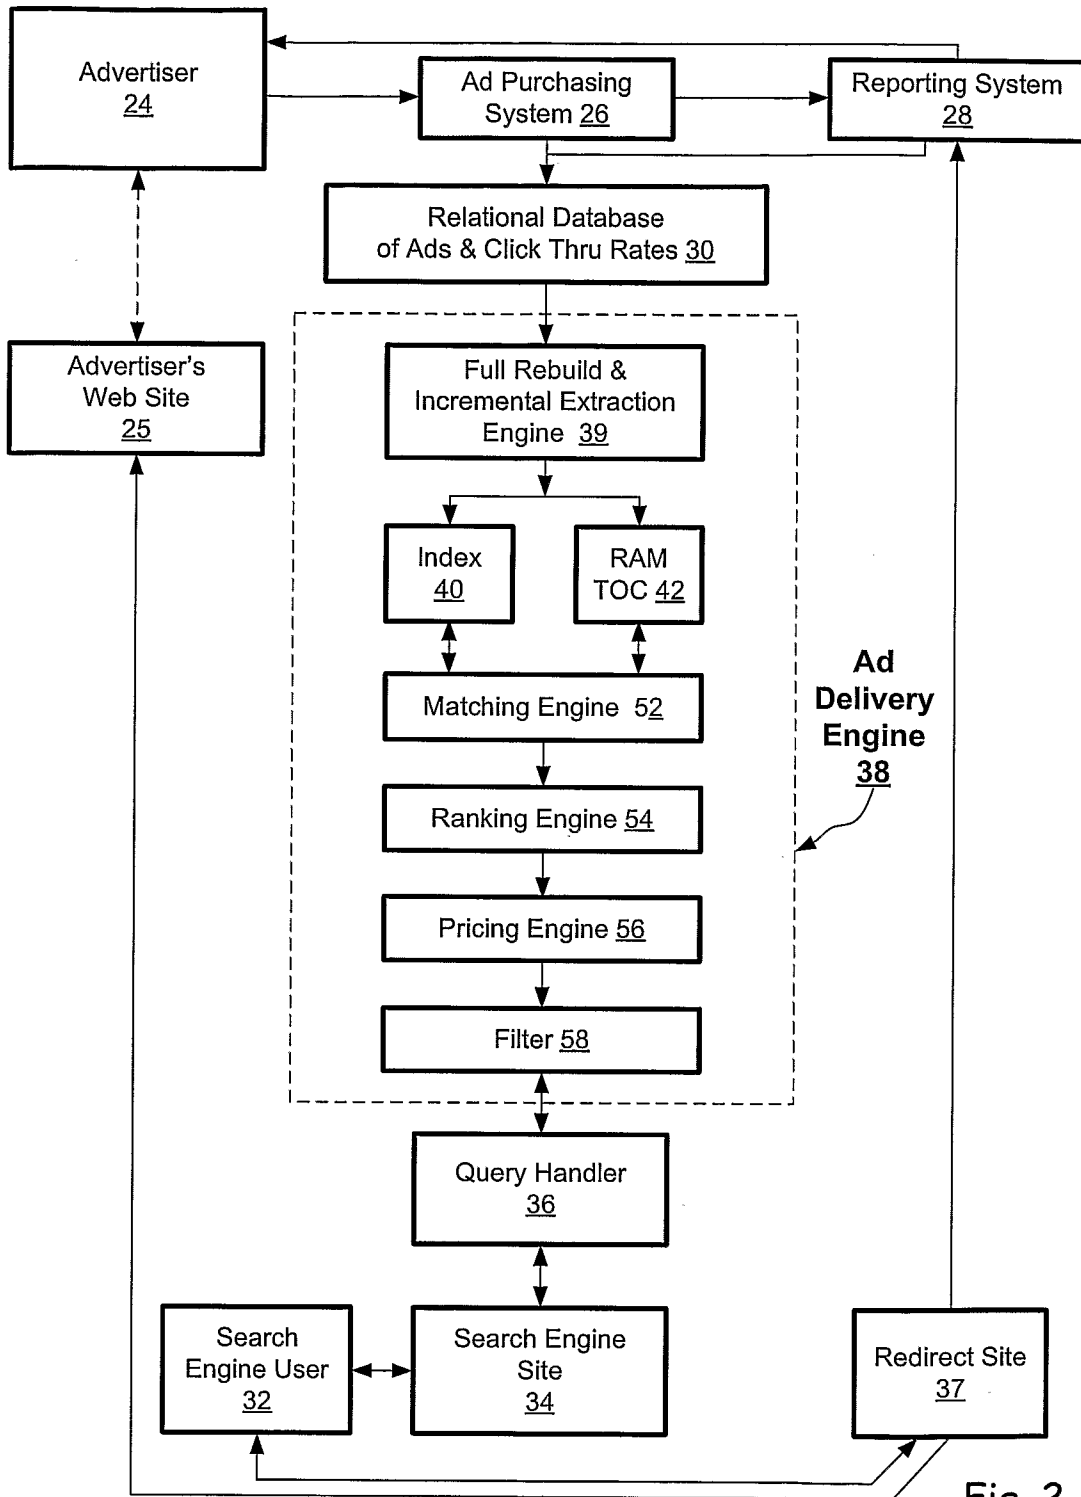 Advertiser
24
Ad Purchasing
System 26
Reporting System
28
Relational Database
of Ads & Click Thru Rates 30
Advertiser's
Web Site
25
Full Rebuild &
Incremental Extraction
Engine 39
Index
40
RAM
TOC 42
Matching Engine 52
Ad
Delivery
Engine
38
Ranking Engine 54
Pricing Engine 56
Filter 58
Query Handler
36
Search
Engine User
32
Search Engine
Site
34
Redirect Site
37
Fig. 2